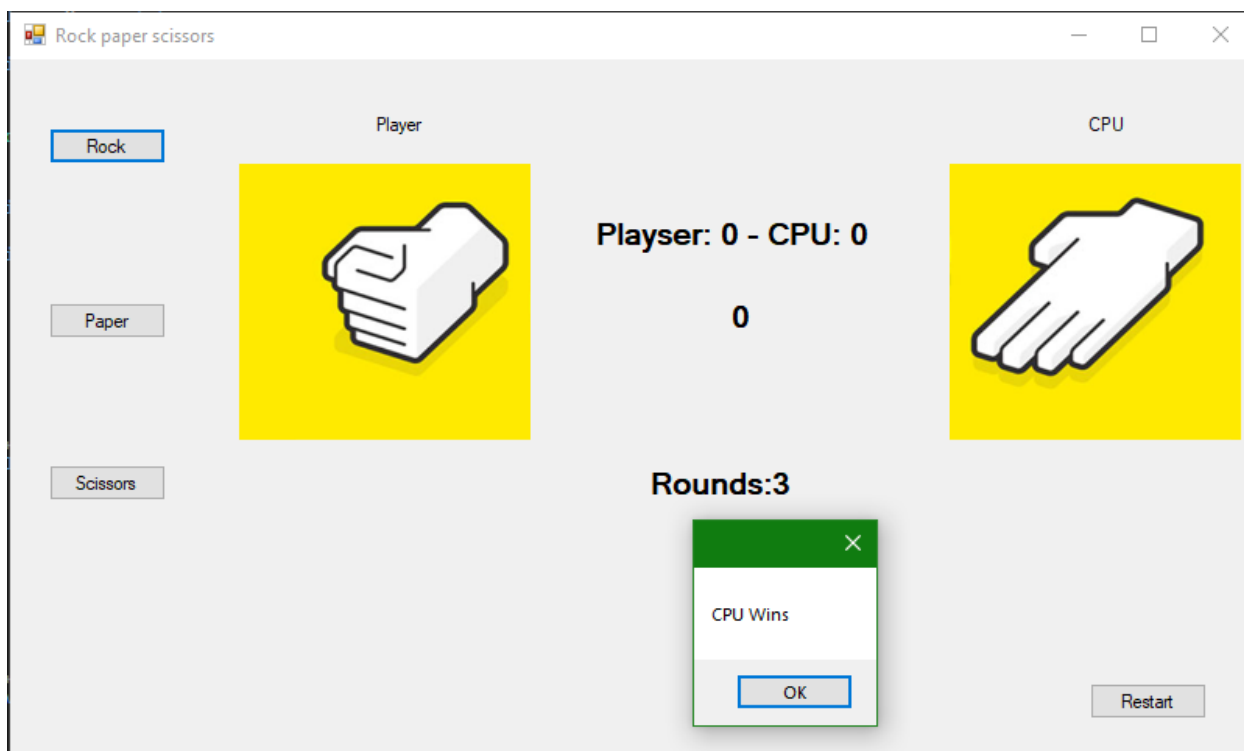 Rock paper scissors
Player
CPU
Rock
Playser: 0 - CPU: 0
0
Paper
Scissors
Rounds:3
CPU Wins
OK
Restart